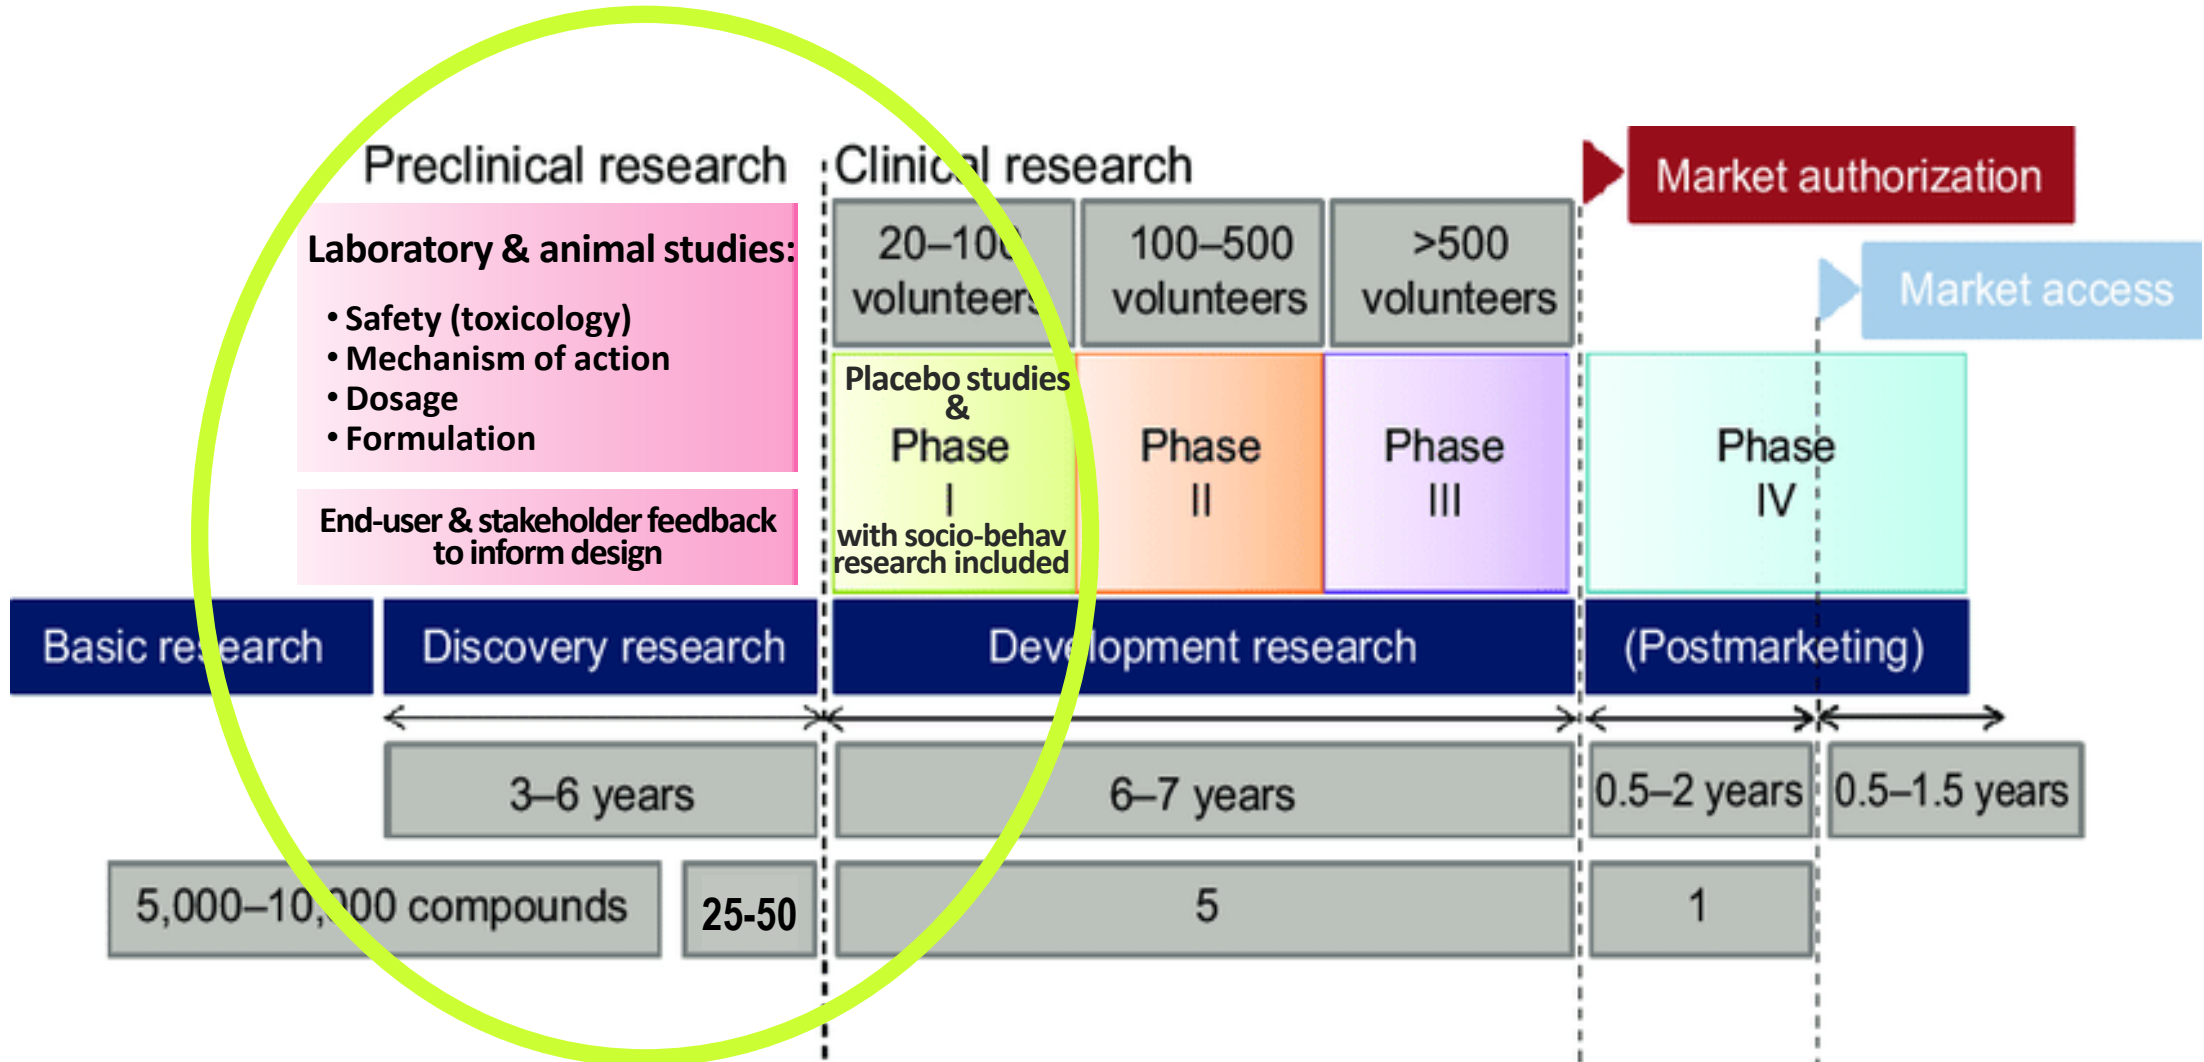 Preclinical research
Clinical research
Market authorization
Market access
Laboratory & animal studies:
• Safety (toxicology)
• Mechanism of action
• Dosage
• Formulation
End-user & stakeholder feedback
to inform design
20–100
volunteers
100–500
volunteers
>500
volunteers
Placebo studies
&
Phase
I
with socio-behav
research included
Phase
II
Phase
III
Phase
IV
Basic research
Discovery research
Development research
(Postmarketing)
3–6 years
6–7 years
0.5–2 years
0.5–1.5 years
5,000–10,000 compounds
25-50
5
1